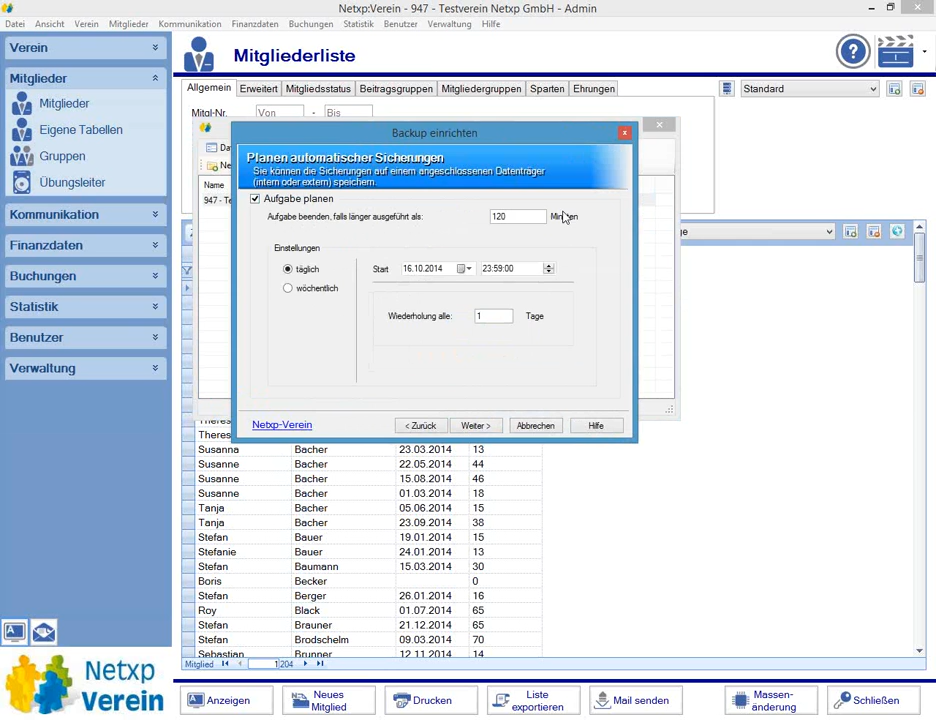 Netxp:Verein - 947 - Testverein Netxp GmbH - Admin
Datei Ansicht Verein Mitglieder Kommunikation Finanzdaten Buchungen Statistik Benutzer Verwaltung Hilfe
Verein
Mitglieder
Mitglieder
Eigene Tabellen
Gruppen
Übungsleiter
Kommunikation
Finanzdaten
Buchungen
Statistik
Benutzer
Verwaltung
Netxp
Verein
Mitgliederliste
Allgemein Erweitert Mitgliedsstatus Beitragsgruppen Mitgliedergruppen Sparten Ehrungen
Standard
Mitgl-Nr. Von - Bis
Name
Backup einrichten
Planen automatischer Sicherungen
Sie können die Sicherungen auf einem angeschlossenen Datenträger
(intern oder extern) speichern.
Aufgabe planen
Aufgabe beenden, falls länger ausgeführt als: 120 Minuten
Einstellungen
täglich
wöchentlich
Start 16.10.2014 23:59:00
Wiederholung alle: 1 Tage
Netxp-Verein
< Zurück Weiter > Abbrechen Hilfe
Susanna Bacher 23.03.2014 13
Susanne Bacher 22.05.2014 44
Susanne Bacher 15.08.2014 46
Susanne Bacher 01.03.2014 18
Tanja Bacher 05.06.2014 15
Tanja Bacher 23.09.2014 38
Stefan Bauer 19.01.2014 15
Stefanie Bauer 24.01.2014 13
Stefan Baumann 15.03.2014 30
Boris Becker 0
Stefan Berger 26.01.2014 16
Roy Black 01.07.2014 65
Stefan Brauner 21.12.2014 65
Stefan Brodschelm 09.03.2014 70
Sebastian Brunner 12.11.2014 14
Mitglied 1 204
Anzeigen
Neues
Mitglied
Drucken
Liste
exportieren
Mail senden
Massen-
änderung
Schließen